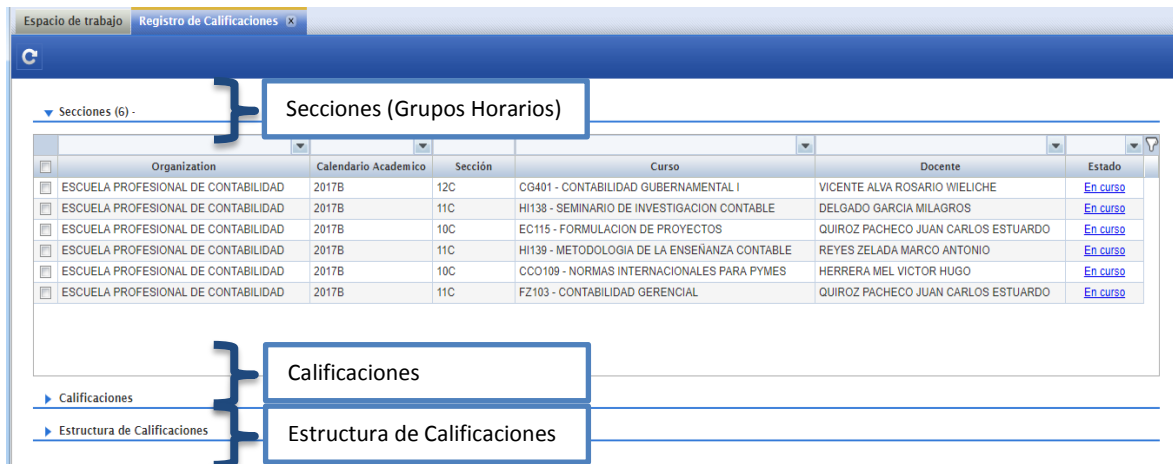 Espacio de trabajo Registro de Calificaciones x
Secciones (6) -
Secciones (Grupos Horarios)
Organization Calendario Academico Sección Curso Docente Estado
ESCUELA PROFESIONAL DE CONTABILIDAD 2017B 12C CG401 - CONTABILIDAD GUBERNAMENTAL I VICENTE ALVA ROSARIO WIELICHE En curso
ESCUELA PROFESIONAL DE CONTABILIDAD 2017B 11C HI138 - SEMINARIO DE INVESTIGACION CONTABLE DELGADO GARCIA MILAGROS En curso
ESCUELA PROFESIONAL DE CONTABILIDAD 2017B 10C EC115 - FORMULACION DE PROYECTOS QUIROZ PACHECO JUAN CARLOS ESTUARDO En curso
ESCUELA PROFESIONAL DE CONTABILIDAD 2017B 11C HI139 - METODOLOGIA DE LA ENSEÑANZA CONTABLE REYES ZELADA MARCO ANTONIO En curso
ESCUELA PROFESIONAL DE CONTABILIDAD 2017B 10C CCO109 - NORMAS INTERNACIONALES PARA PYMES HERRERA MEL VICTOR HUGO En curso
ESCUELA PROFESIONAL DE CONTABILIDAD 2017B 11C FZ103 - CONTABILIDAD GERENCIAL QUIROZ PACHECO JUAN CARLOS ESTUARDO En curso
Calificaciones
Calificaciones
Estructura de Calificaciones
Estructura de Calificaciones